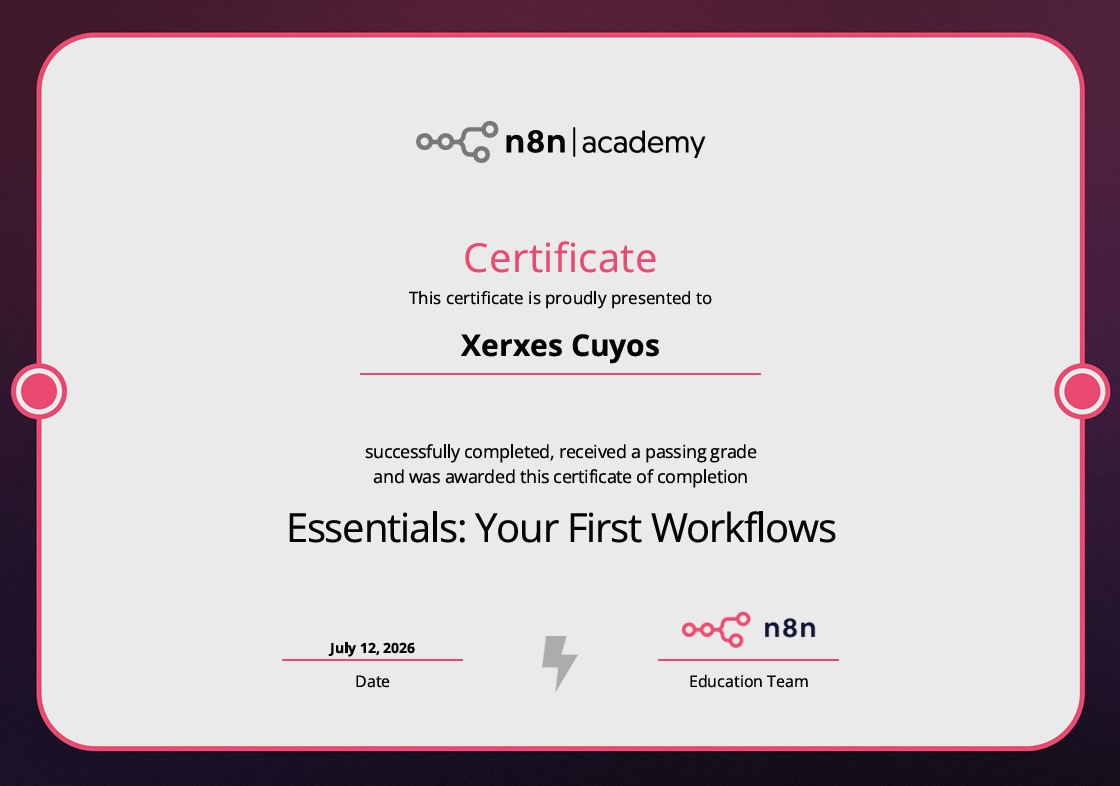 n8n | academy
Certificate
This certificate is proudly presented to
Xerxes Cuyos
successfully completed, received a passing grade
and was awarded this certificate of completion
Essentials: Your First Workflows
n8n
July 12, 2026
Date
Education Team